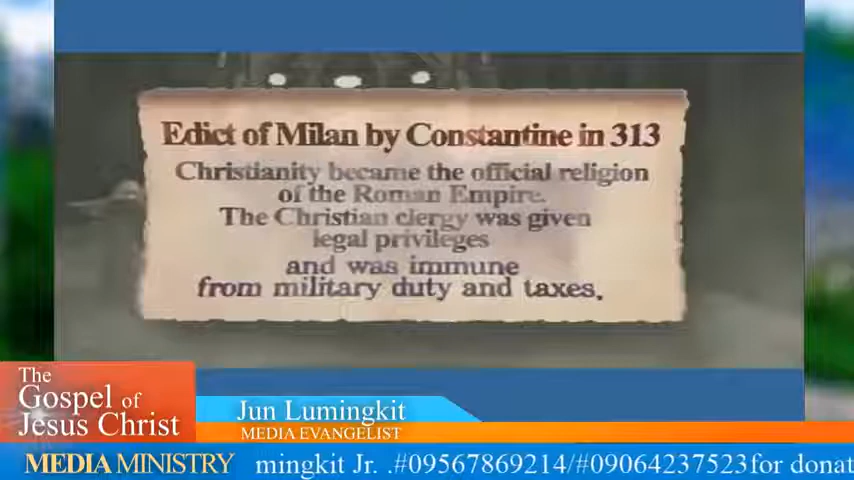 Edict of Milan by Constantine in 313
Christianity became the official religion
of the Roman Empire.
The Christian clergy was given
legal privileges
and was immune
from military duty and taxes.
The
Gospel of
Jesus Christ
Jun Lumingkit
MEDIA EVANGELIST
MEDIA MINISTRY
mingkit Jr. .#09567869214/#09064237523for donat